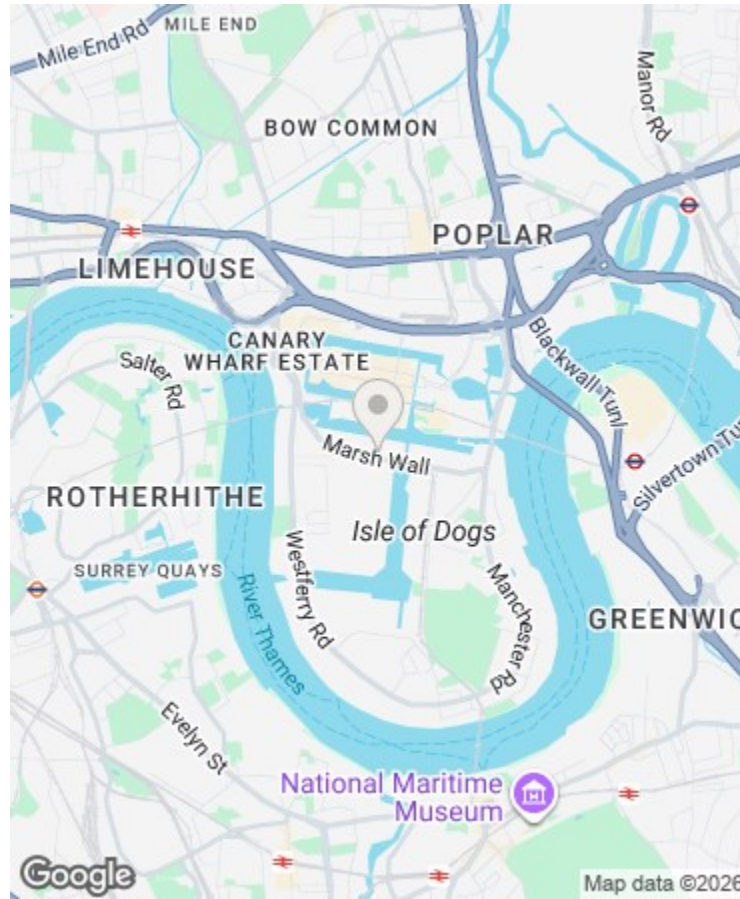 MILE END
Mile End Rd
Manor Rd
BOW COMMON
POPLAR
LIMEHOUSE
CANARY
WHARF ESTATE
Blackwall Tunl
Salter Rd
Marsh Wall
Silvertown Tun
ROTHERHITHE
Isle of Dogs
Westferry Rd
SURREY QUAYS
River Thames
Manchester Rd
GREENWIC
Evelyn St
National Maritime
Museum
Google
Map data ©2026